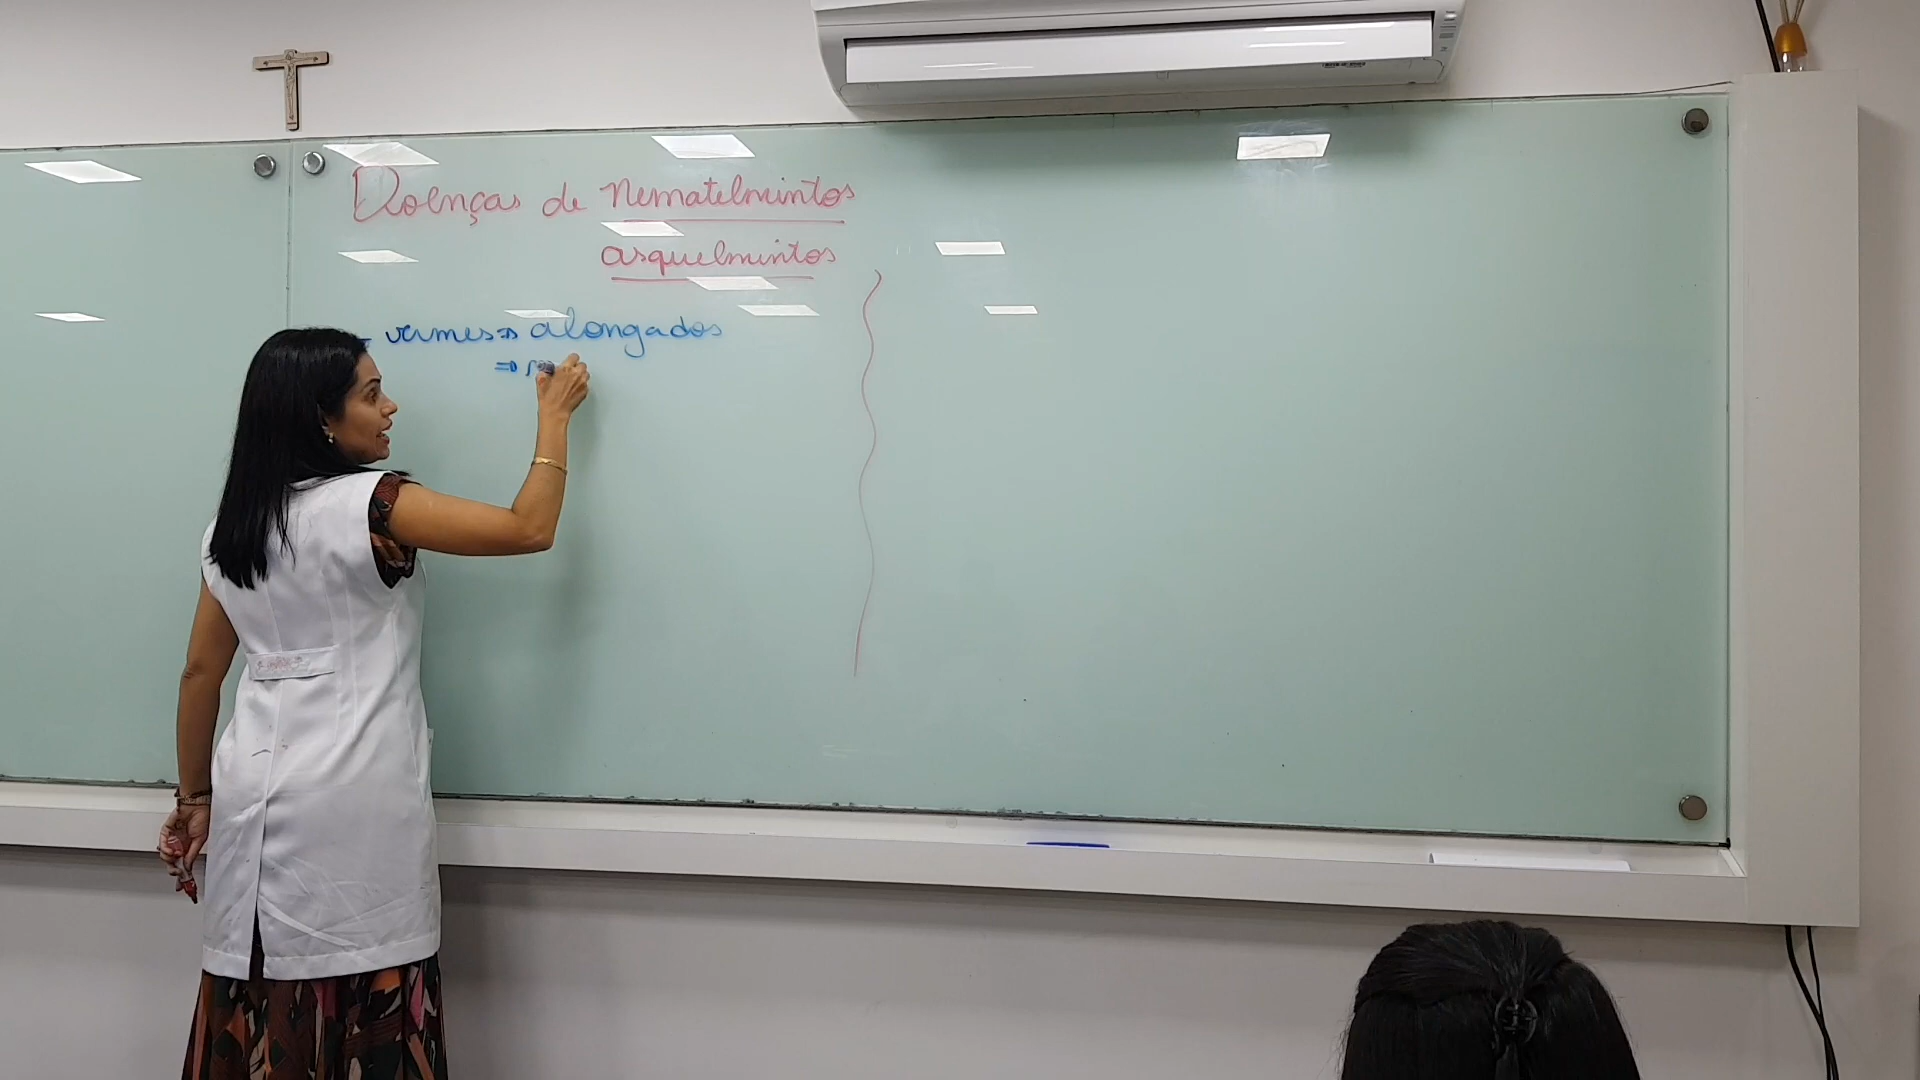 Doenças de Nematelmintos
asquelmintos
- vermes ⇒ alongados
⇒